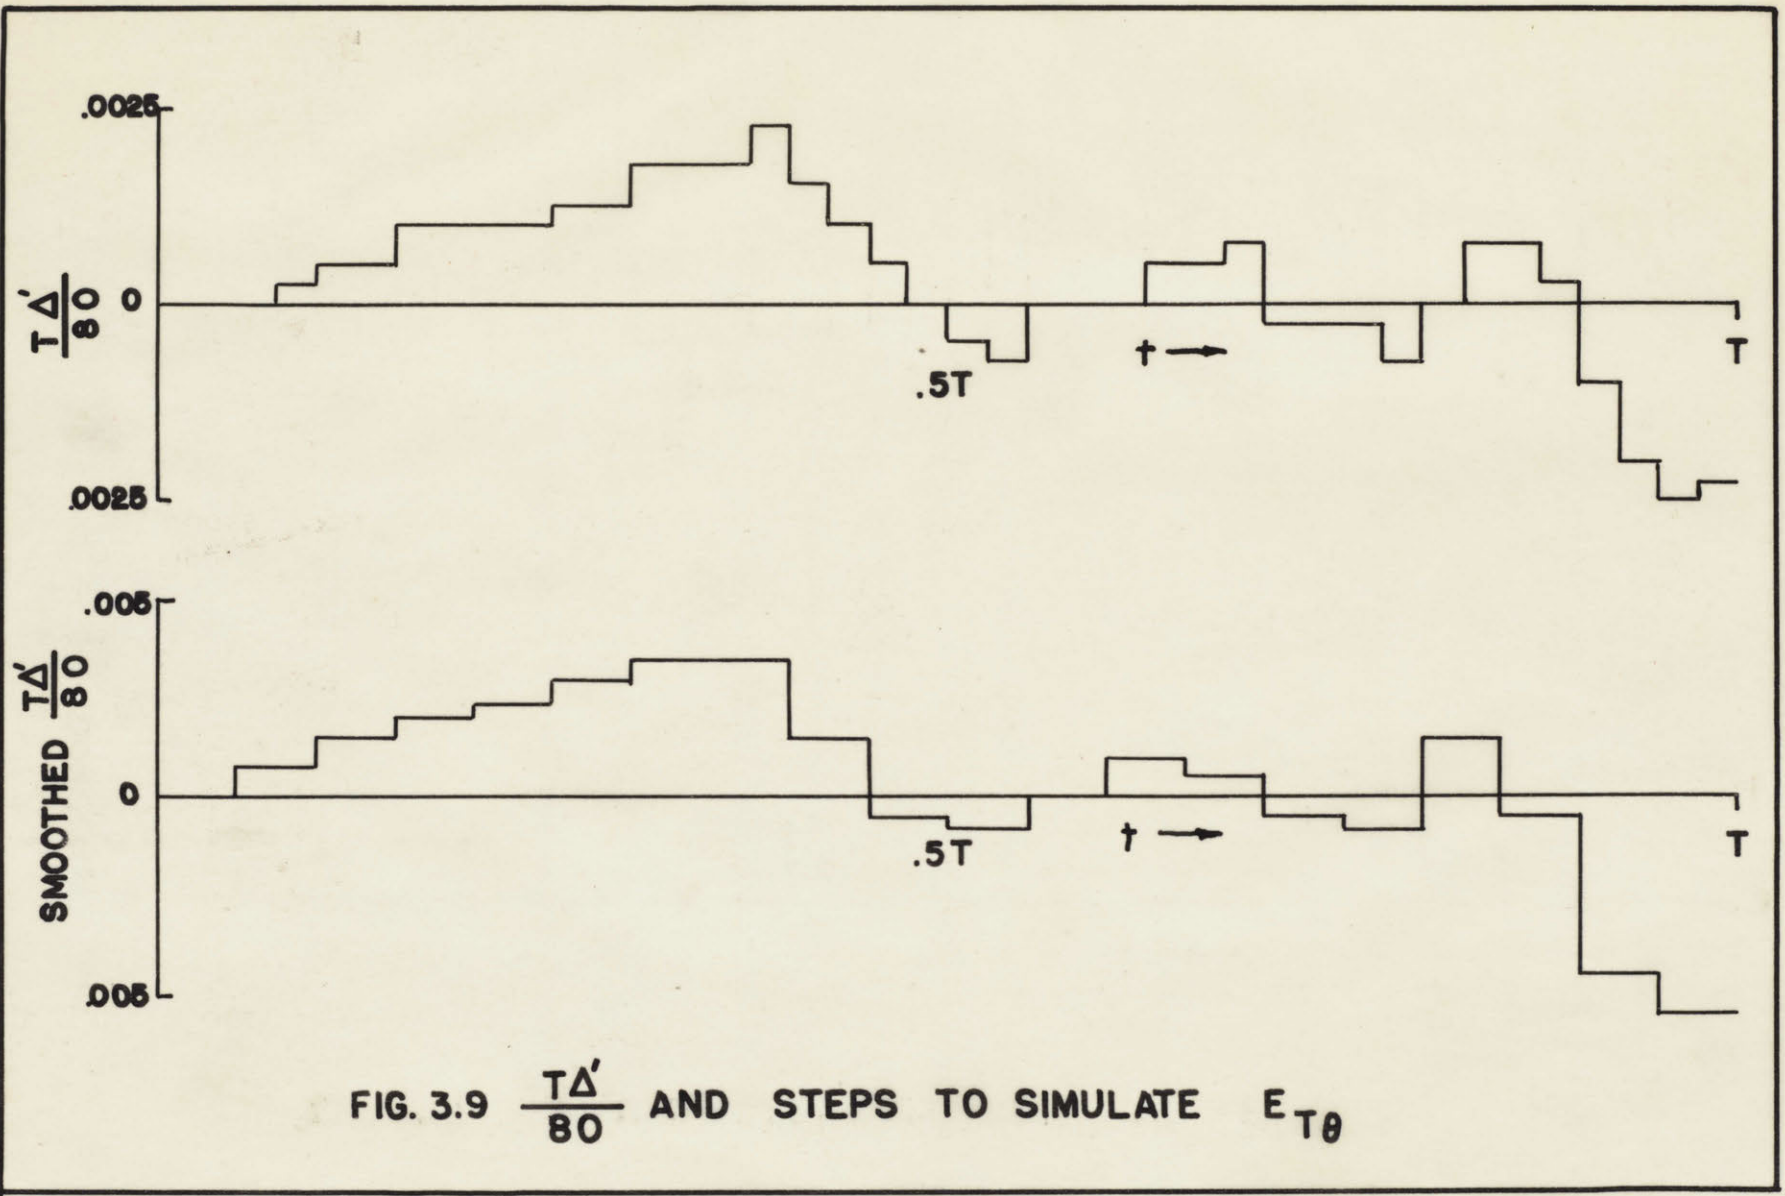 .0025
TΔ′
80
0
t
T
.5T
.0025
.005
SMOOTHED TΔ′
80
0
t
T
.5T
.005
FIG. 3.9 TΔ′/80 AND STEPS TO SIMULATE E Tθ